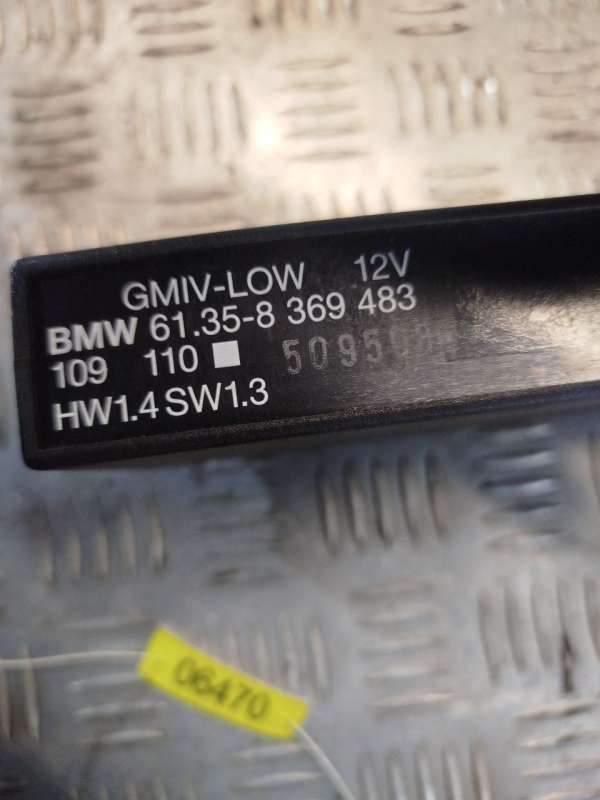 GMIV-LOW 12V
BMW 61.35-8 369 483
109 110
HW1.4 SW1.3
06470